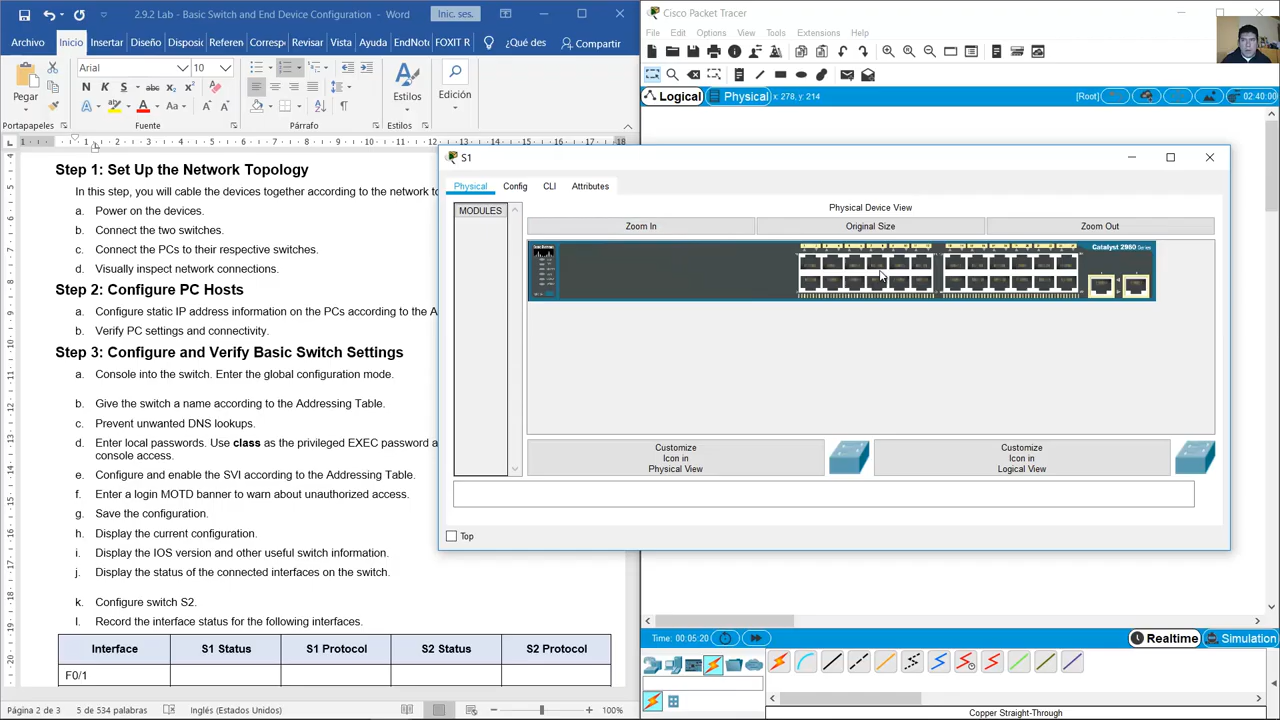 2.9.2 Lab - Basic Switch and End Device Configuration - Word
Inic. ses.
Archivo Inicio Insertar Diseño Disposic Referen Corresp Revisar Vista Ayuda EndNote FOXIT R ¿Qué des Compartir
Pegar
Arial 10
N K S abc x₂ x²
A aby A Aa A A
Estilos
Edición
Portapapeles Fuente Párrafo Estilos
Step 1: Set Up the Network Topology
In this step, you will cable the devices together according to the network to
a. Power on the devices.
b. Connect the two switches.
c. Connect the PCs to their respective switches.
d. Visually inspect network connections.
Step 2: Configure PC Hosts
a. Configure static IP address information on the PCs according to the A
b. Verify PC settings and connectivity.
Step 3: Configure and Verify Basic Switch Settings
a. Console into the switch. Enter the global configuration mode.
b. Give the switch a name according to the Addressing Table.
c. Prevent unwanted DNS lookups.
d. Enter local passwords. Use class as the privileged EXEC password a
console access.
e. Configure and enable the SVI according to the Addressing Table.
f. Enter a login MOTD banner to warn about unauthorized access.
g. Save the configuration.
h. Display the current configuration.
i. Display the IOS version and other useful switch information.
j. Display the status of the connected interfaces on the switch.
k. Configure switch S2.
l. Record the interface status for the following interfaces.
Interface S1 Status S1 Protocol S2 Status S2 Protocol
F0/1
Página 2 de 3 5 de 534 palabras Inglés (Estados Unidos) 100%
Cisco Packet Tracer
File Edit Options View Tools Extensions Help
Logical Physical x: 278, y: 214 [Root] 02:40:00
S1
Physical Config CLI Attributes
MODULES
Physical Device View
Zoom In Original Size Zoom Out
Catalyst 2960 Series
Customize
Icon in
Physical View
Customize
Icon in
Logical View
Top
Time: 00:05:20
Realtime Simulation
Copper Straight-Through